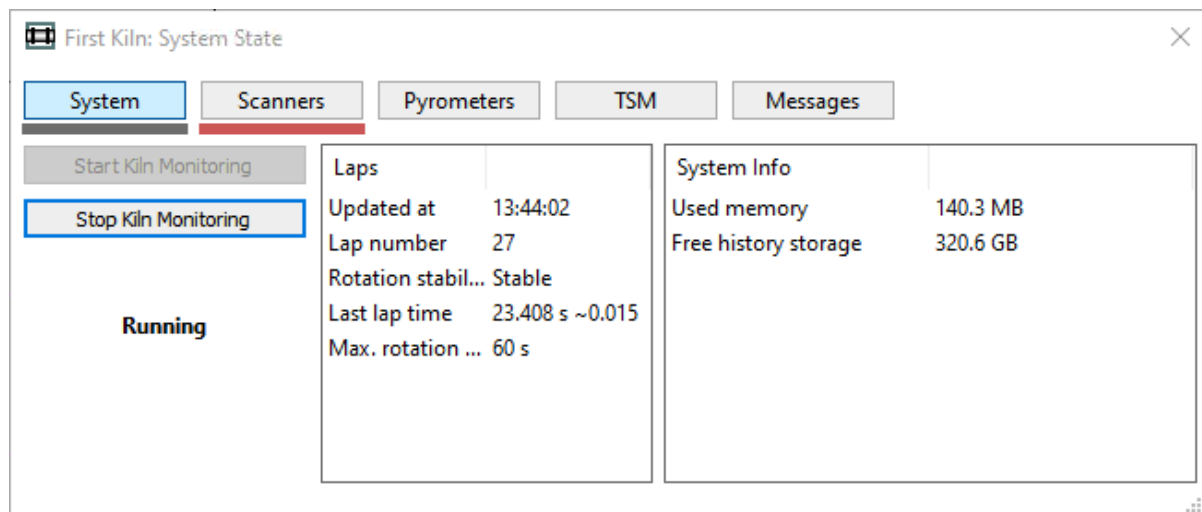 First Kiln: System State
System Scanners Pyrometers TSM Messages
Start Kiln Monitoring
Stop Kiln Monitoring
Running
Laps
Updated at 13:44:02
Lap number 27
Rotation stabil... Stable
Last lap time 23.408 s ~0.015
Max. rotation ... 60 s
System Info
Used memory 140.3 MB
Free history storage 320.6 GB